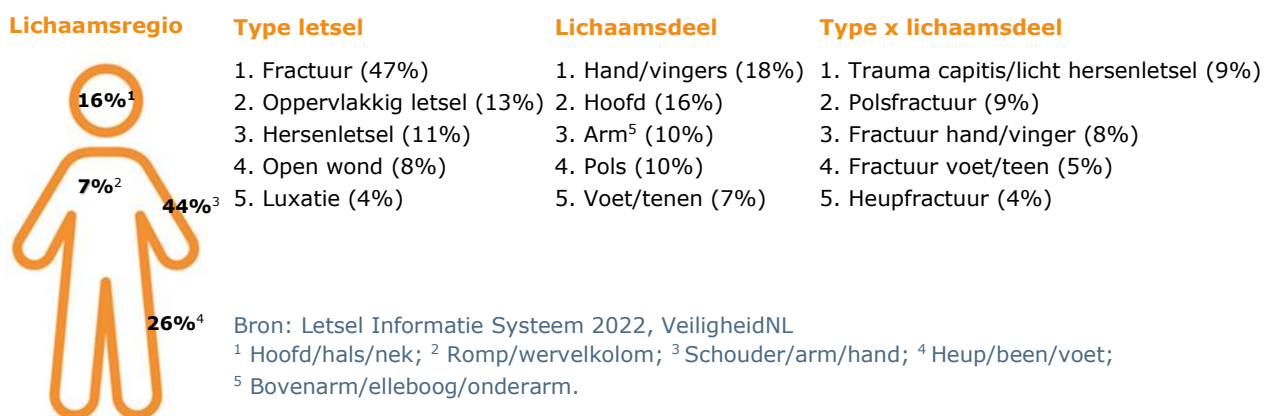 Lichaamsregio
16%¹
7%²
44%³
26%⁴
Type letsel
1. Fractuur (47%)
2. Oppervlakkig letsel (13%)
3. Hersenletsel (11%)
4. Open wond (8%)
5. Luxatie (4%)
Lichaamsdeel
1. Hand/vingers (18%)
2. Hoofd (16%)
3. Arm⁵ (10%)
4. Pols (10%)
5. Voet/tenen (7%)
Type x lichaamsdeel
1. Trauma capitis/licht hersenletsel (9%)
2. Polsfractuur (9%)
3. Fractuur hand/vinger (8%)
4. Fractuur voet/teen (5%)
5. Heupfractuur (4%)
Bron: Letsel Informatie Systeem 2022, VeiligheidNL
¹ Hoofd/hals/nek; ² Romp/wervelkolom; ³ Schouder/arm/hand; ⁴ Heup/been/voet;
⁵ Bovenarm/elleboog/onderarm.